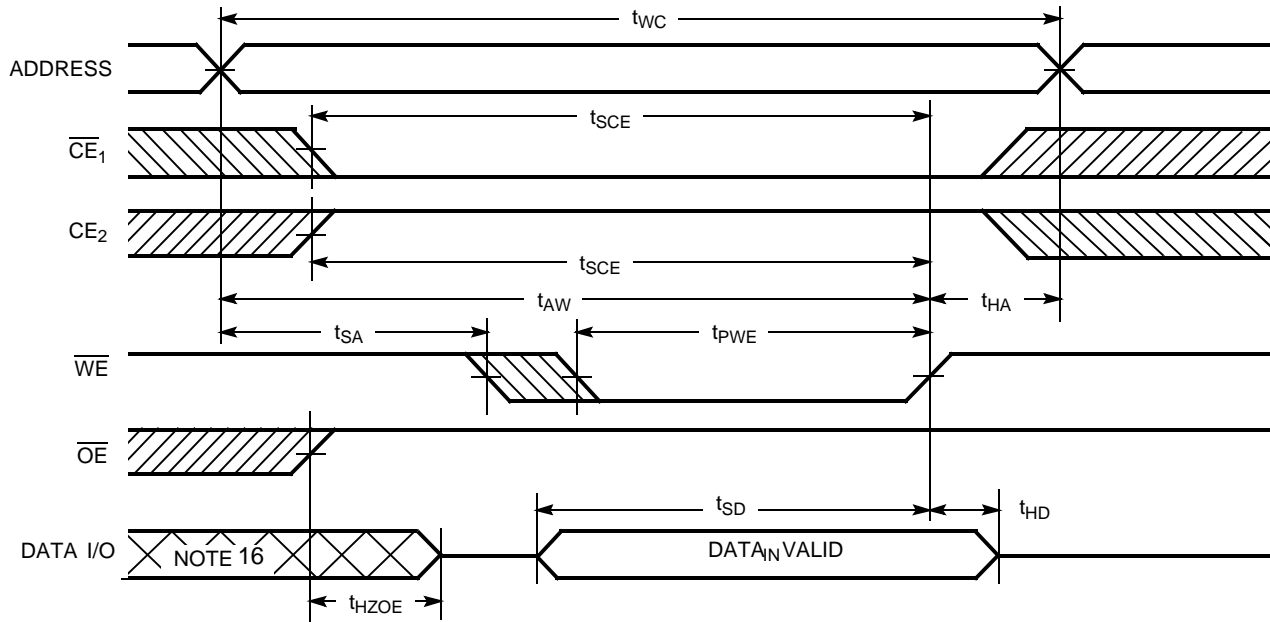 tWC
ADDRESS
tSCE
CE1
CE2
tSCE
tAW
tHA
tSA
tPWE
WE
OE
tSD
tHD
DATA I/O
NOTE 16
DATAIN VALID
tHZOE